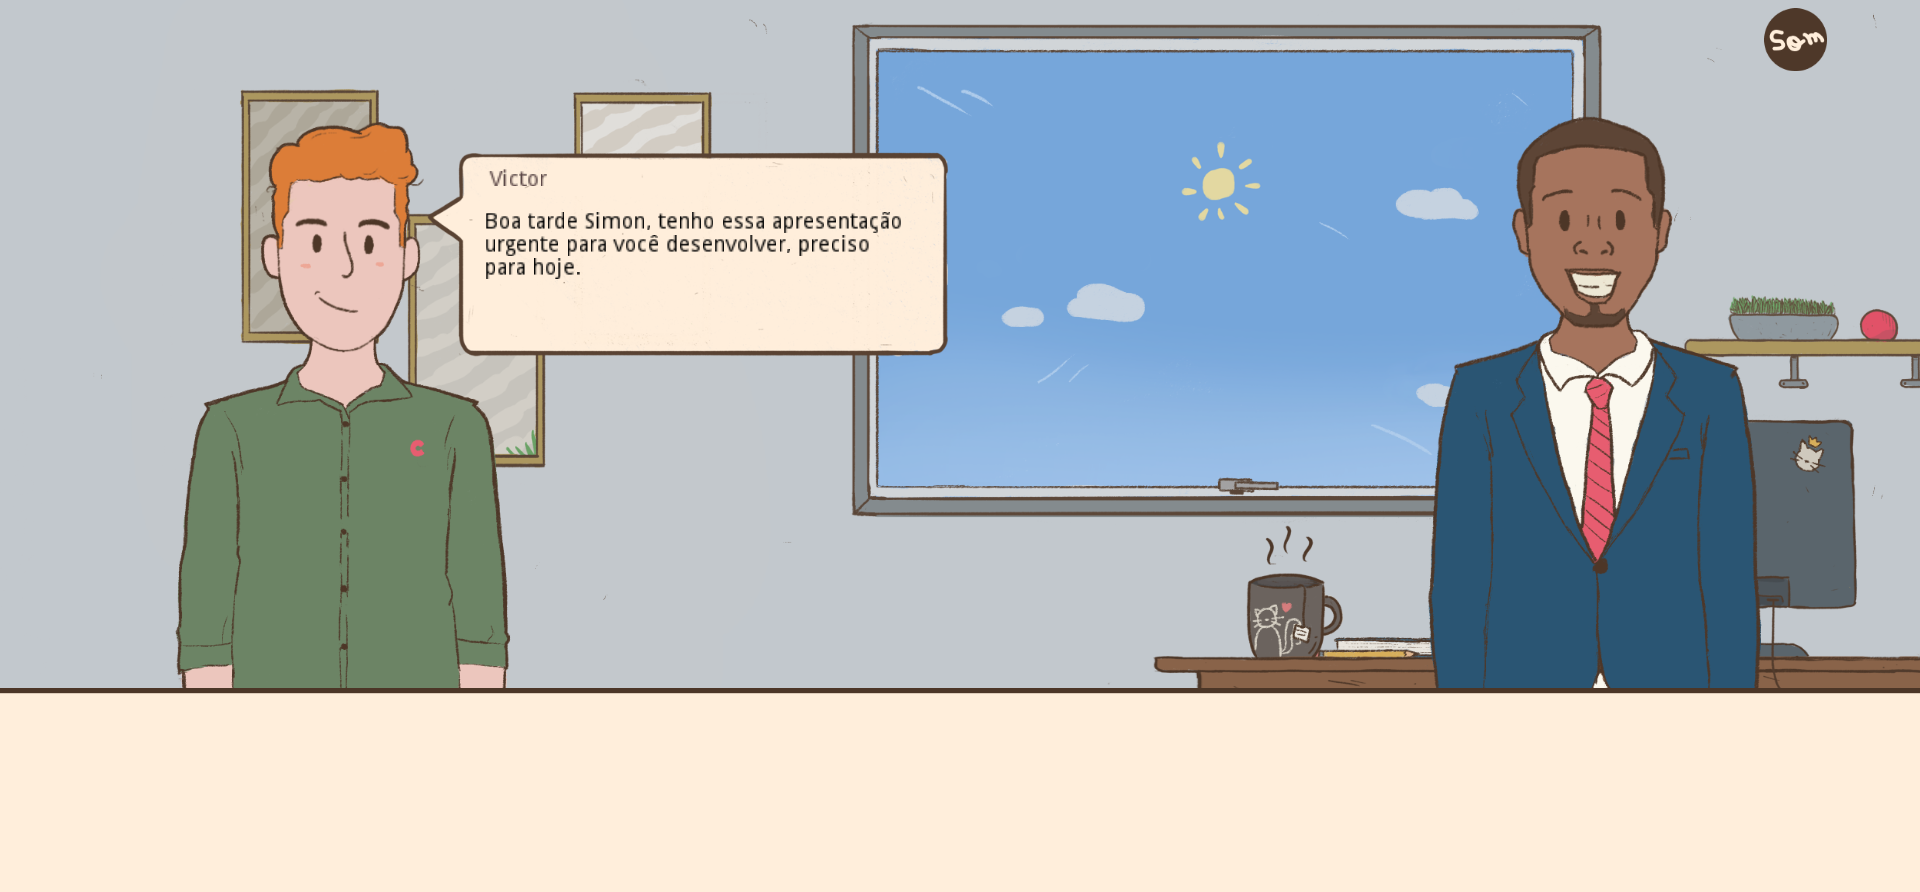 Som
Victor
Boa tarde Simon, tenho essa apresentação
urgente para você desenvolver, preciso
para hoje.
C